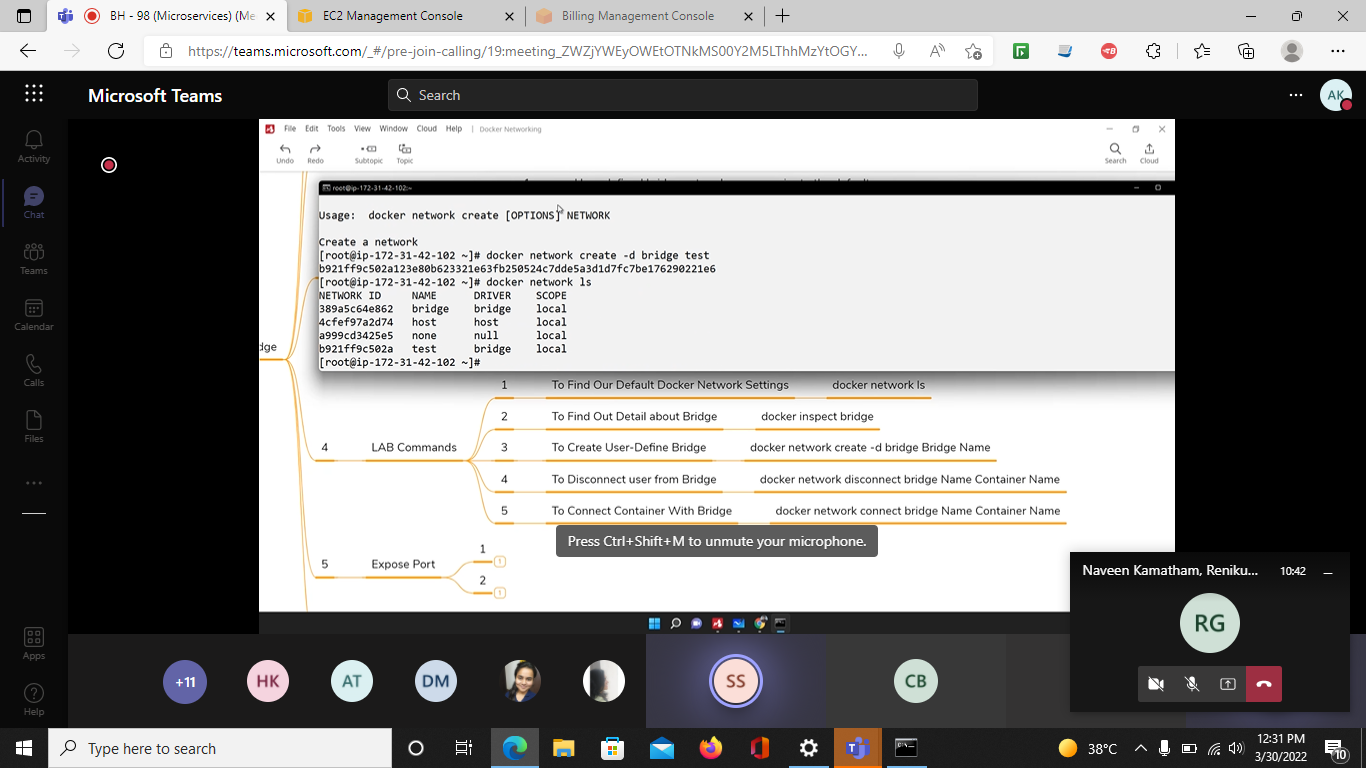 BH - 98 (Microservices) (Me
EC2 Management Console
Billing Management Console
https://teams.microsoft.com/_#/pre-join-calling/19:meeting_ZWZjYWEyOWEtOTNkMS00Y2M5LThhMzYtOGY...
Microsoft Teams
Search
AK
Activity
Chat
Teams
Calendar
Calls
Files
Apps
Help
File Edit Tools View Window Cloud Help | Docker Networking
Undo Redo Subtopic Topic Search Cloud
root@ip-172-31-42-102:~
Usage:  docker network create [OPTIONS] NETWORK
Create a network
[root@ip-172-31-42-102 ~]# docker network create -d bridge test
b921ff9c502a123e80b623321e63fb250524c7dde5a3d1d7fc7be176290221e6
[root@ip-172-31-42-102 ~]# docker network ls
NETWORK ID NAME DRIVER SCOPE
389a5c64e862 bridge bridge local
4cfef97a2d74 host host local
a999cd3425e5 none null local
b921ff9c502a test bridge local
[root@ip-172-31-42-102 ~]#
dge
1 To Find Our Default Docker Network Settings docker network ls
2 To Find Out Detail about Bridge docker inspect bridge
4 LAB Commands 3 To Create User-Define Bridge docker network create -d bridge Bridge Name
4 To Disconnect user from Bridge docker network disconnect bridge Name Container Name
5 To Connect Container With Bridge docker network connect bridge Name Container Name
Press Ctrl+Shift+M to unmute your microphone.
5 Expose Port
1 1
2 1
Naveen Kamatham, Reniku... 10:42
RG
+11 HK AT DM SS CB
Type here to search
38°C
12:31 PM
3/30/2022
10